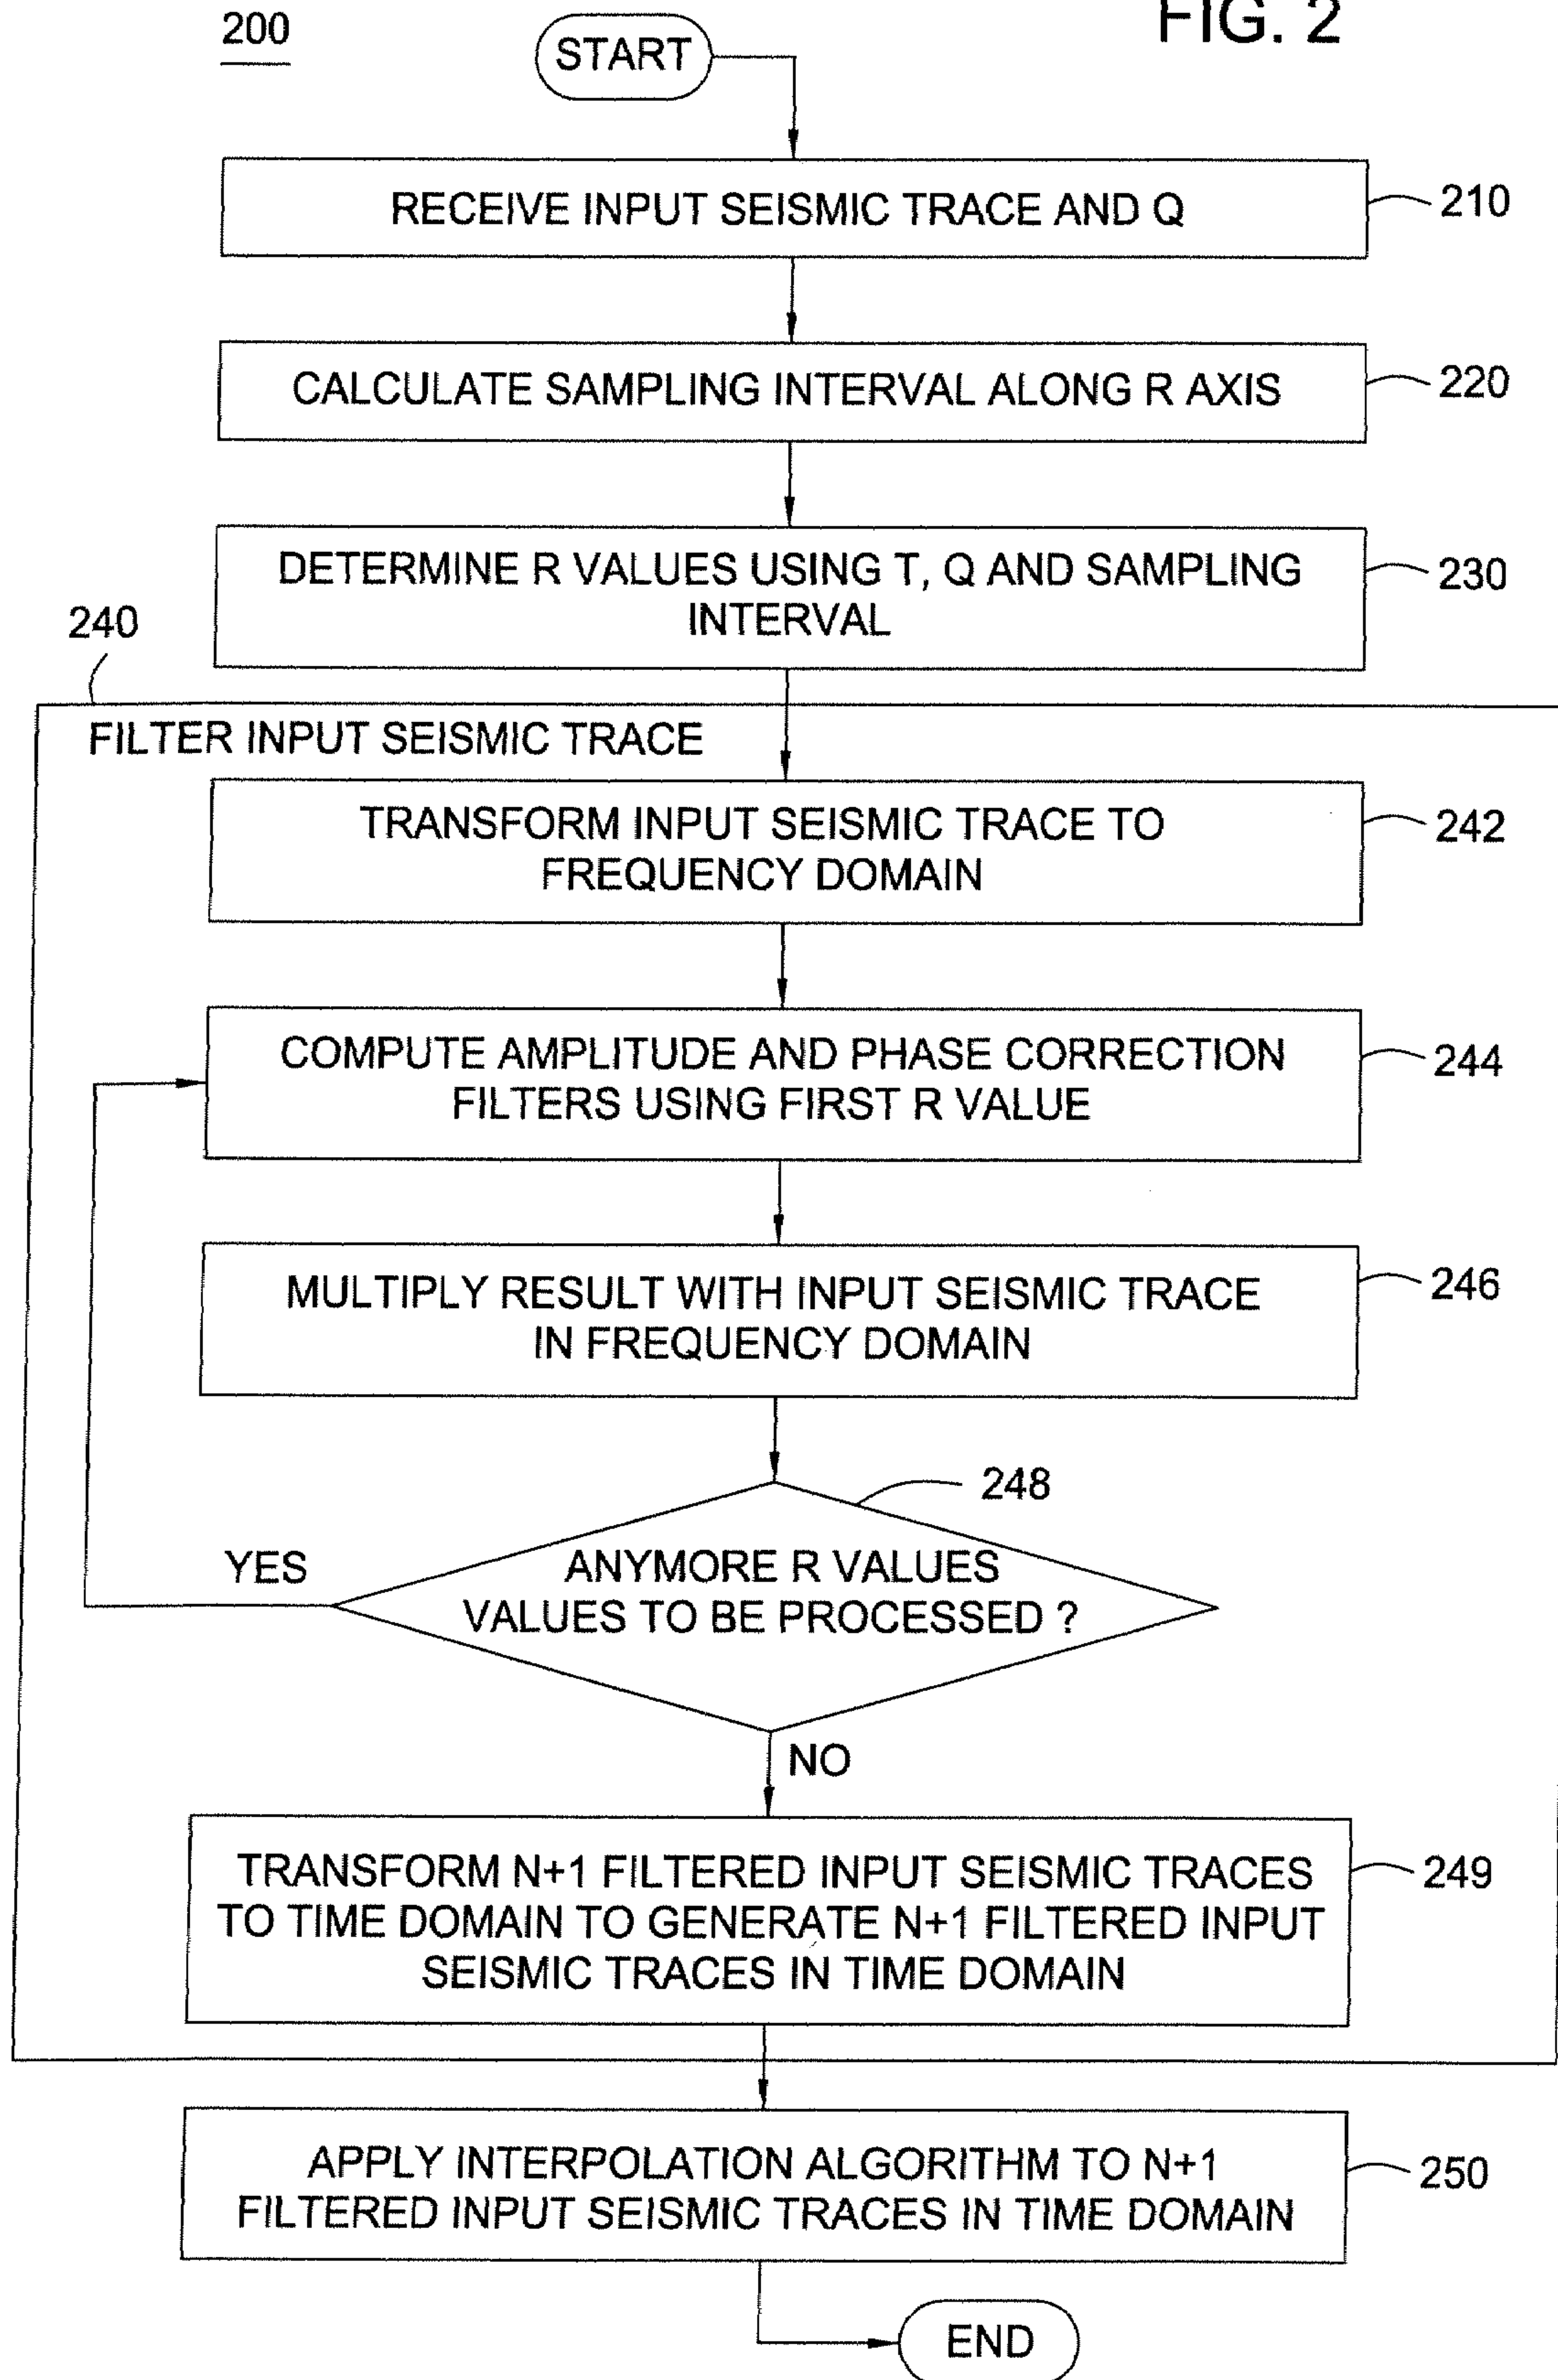 200
FIG. 2
START
RECEIVE INPUT SEISMIC TRACE AND Q
210
CALCULATE SAMPLING INTERVAL ALONG R AXIS
220
DETERMINE R VALUES USING T, Q AND SAMPLING
INTERVAL
230
240
FILTER INPUT SEISMIC TRACE
TRANSFORM INPUT SEISMIC TRACE TO
FREQUENCY DOMAIN
242
COMPUTE AMPLITUDE AND PHASE CORRECTION
FILTERS USING FIRST R VALUE
244
MULTIPLY RESULT WITH INPUT SEISMIC TRACE
IN FREQUENCY DOMAIN
246
248
YES
ANYMORE R VALUES
VALUES TO BE PROCESSED ?
NO
TRANSFORM N+1 FILTERED INPUT SEISMIC TRACES
TO TIME DOMAIN TO GENERATE N+1 FILTERED INPUT
SEISMIC TRACES IN TIME DOMAIN
249
APPLY INTERPOLATION ALGORITHM TO N+1
FILTERED INPUT SEISMIC TRACES IN TIME DOMAIN
250
END